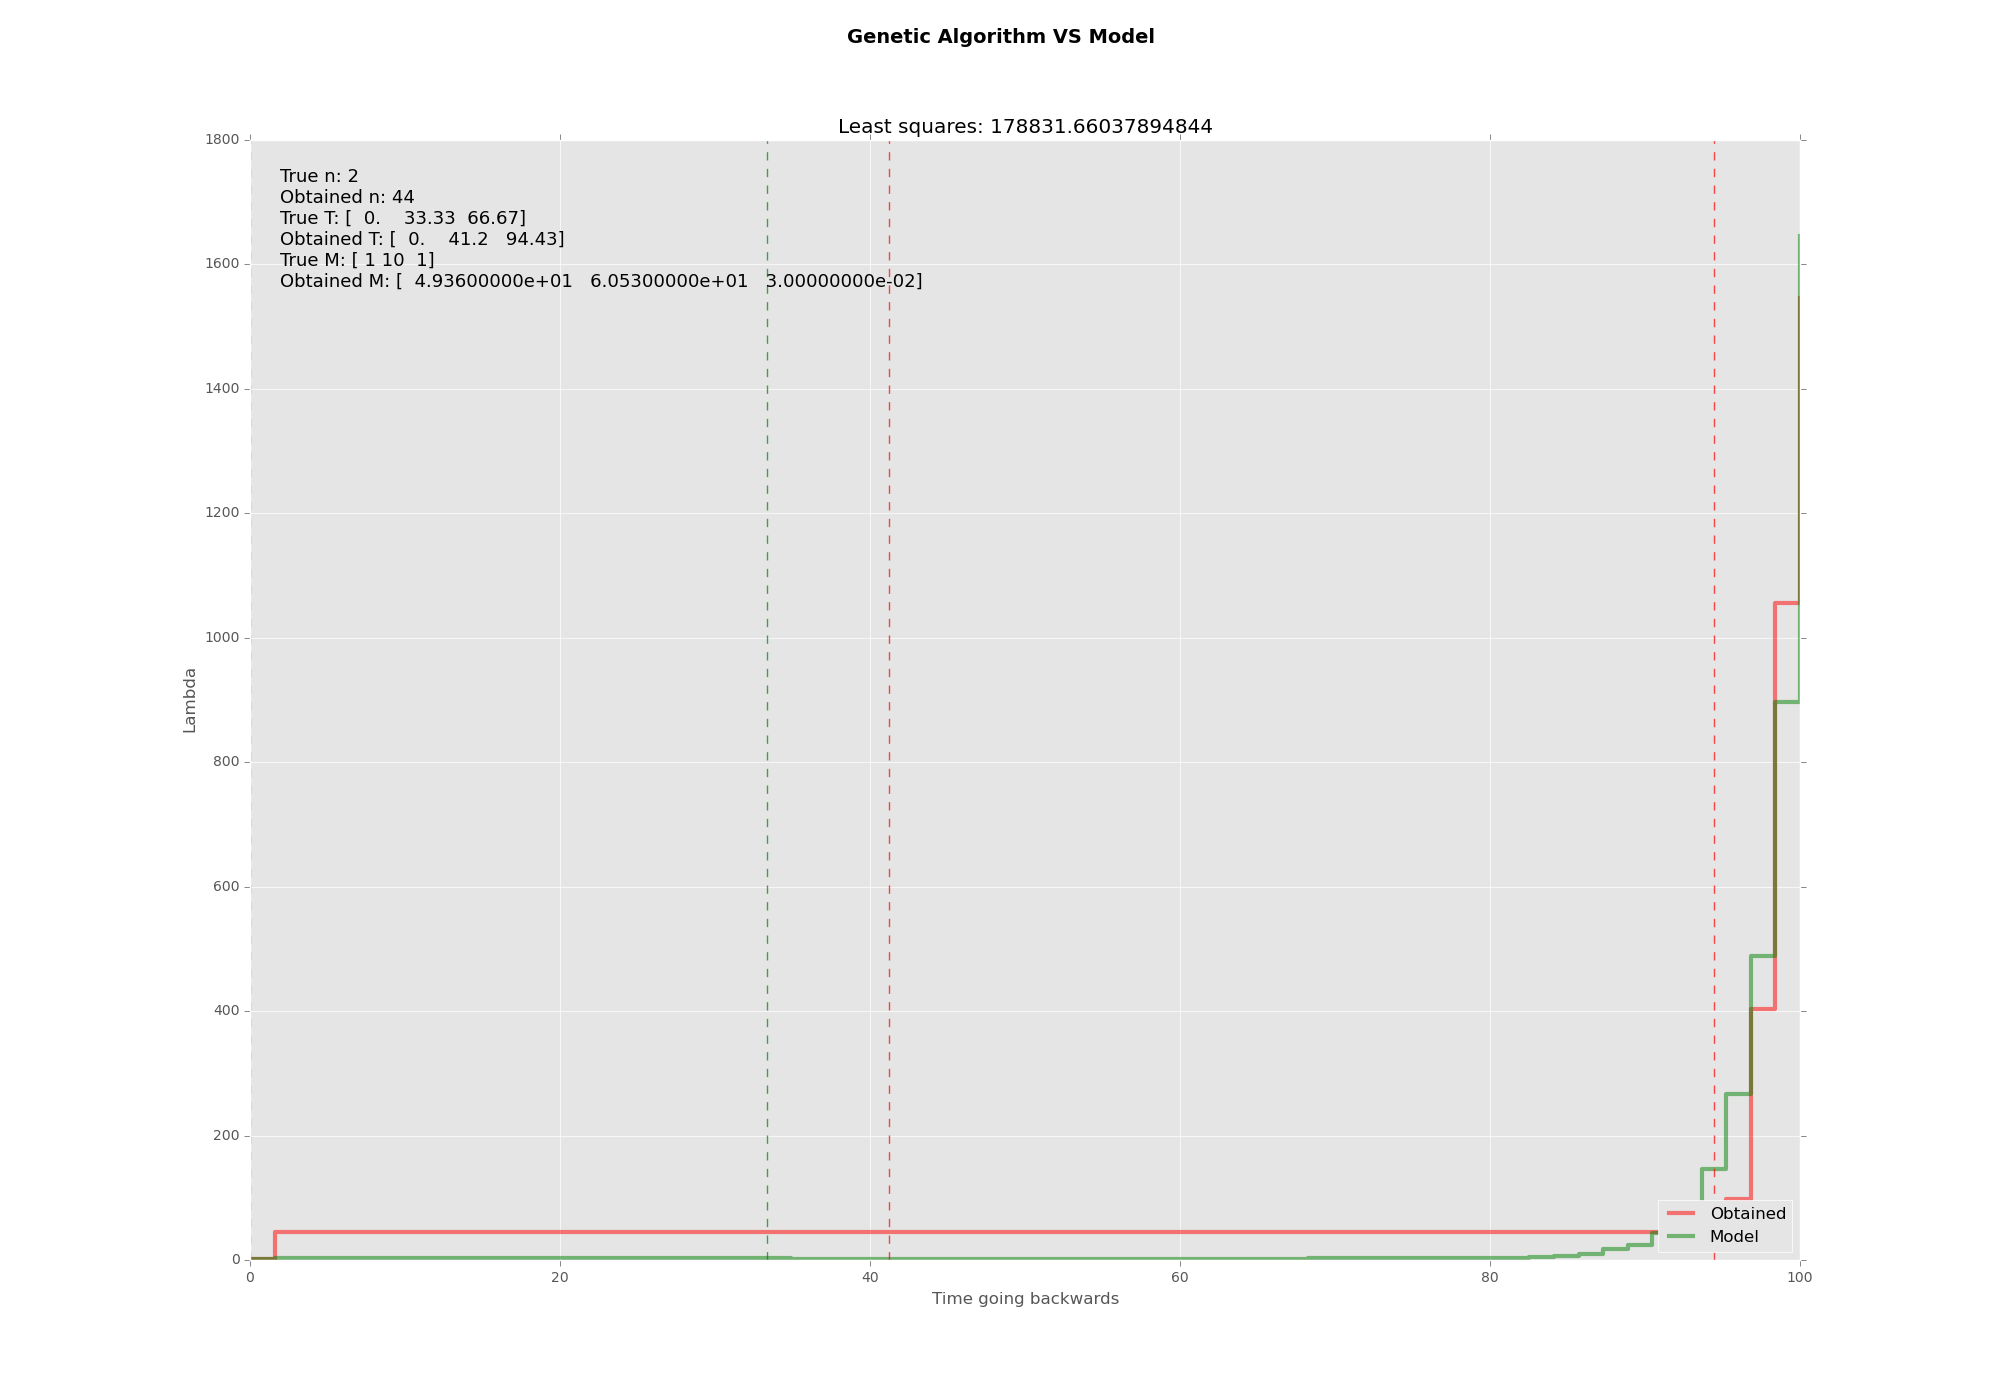 Genetic Algorithm VS Model
Least squares: 178831.66037894844
True n: 2
Obtained n: 44
True T: [  0.    33.33  66.67]
Obtained T: [  0.    41.2   94.43]
True M: [ 1 10  1]
Obtained M: [  4.93600000e+01   6.05300000e+01   3.00000000e-02]
1800
1600
1400
1200
1000
800
600
400
200
0
Lambda
Obtained
Model
0 20 40 60 80 100
Time going backwards